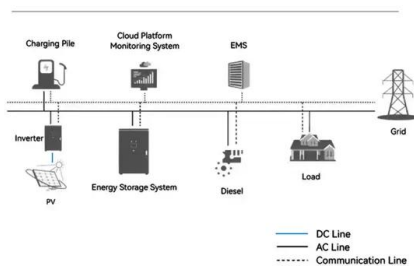 Charging Pile
Cloud Platform
Monitoring System
EMS
Grid
Inverter
PV
Energy Storage System
Diesel
Load
DC Line
AC Line
Communication Line